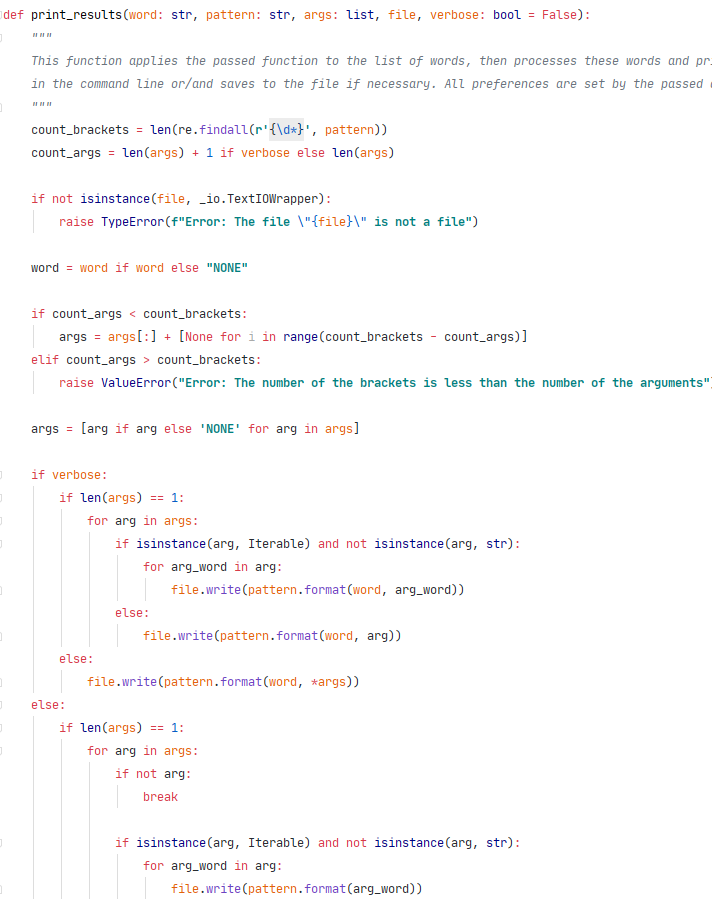 def print_results(word: str, pattern: str, args: list, file, verbose: bool = False):
    """
    This function applies the passed function to the list of words, then processes these words and
    in the command line or/and saves to the file if necessary. All preferences are set by the passed
    """
    count_brackets = len(re.findall(r'{\d*}', pattern))
    count_args = len(args) + 1 if verbose else len(args)
    if not isinstance(file, _io.TextIOWrapper):
        raise TypeError(f"Error: The file \"{file}\" is not a file")
    word = word if word else "NONE"
    if count_args < count_brackets:
        args = args[:] + [None for i in range(count_brackets - count_args)]
    elif count_args > count_brackets:
        raise ValueError("Error: The number of the brackets is less than the number of the arguments"
    args = [arg if arg else 'NONE' for arg in args]
    if verbose:
        if len(args) == 1:
            for arg in args:
                if isinstance(arg, Iterable) and not isinstance(arg, str):
                    for arg_word in arg:
                        file.write(pattern.format(word, arg_word))
                else:
                    file.write(pattern.format(word, arg))
        else:
            file.write(pattern.format(word, *args))
    else:
        if len(args) == 1:
            for arg in args:
                if not arg:
                    break
                if isinstance(arg, Iterable) and not isinstance(arg, str):
                    for arg_word in arg:
                        file.write(pattern.format(arg_word))